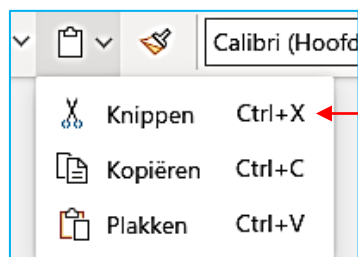 Calibri (Hoofd
Knippen Ctrl+X
Kopiëren Ctrl+C
Plakken Ctrl+V